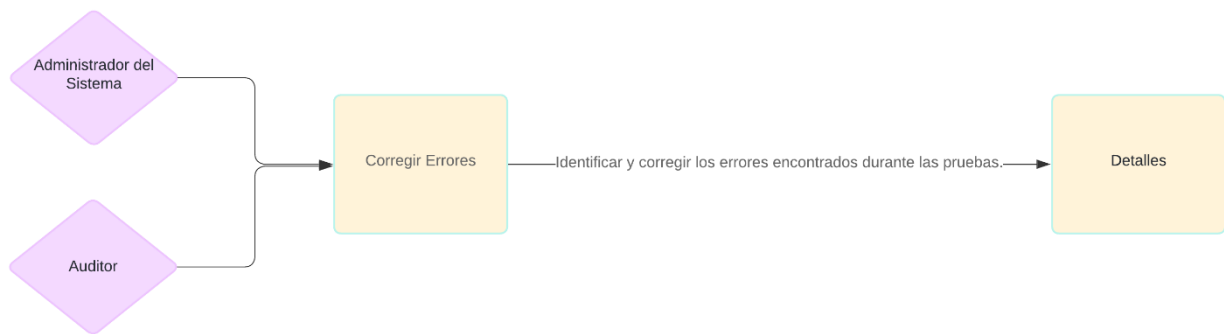 Administrador del
Sistema
Corregir Errores
Identificar y corregir los errores encontrados durante las pruebas.
Detalles
Auditor